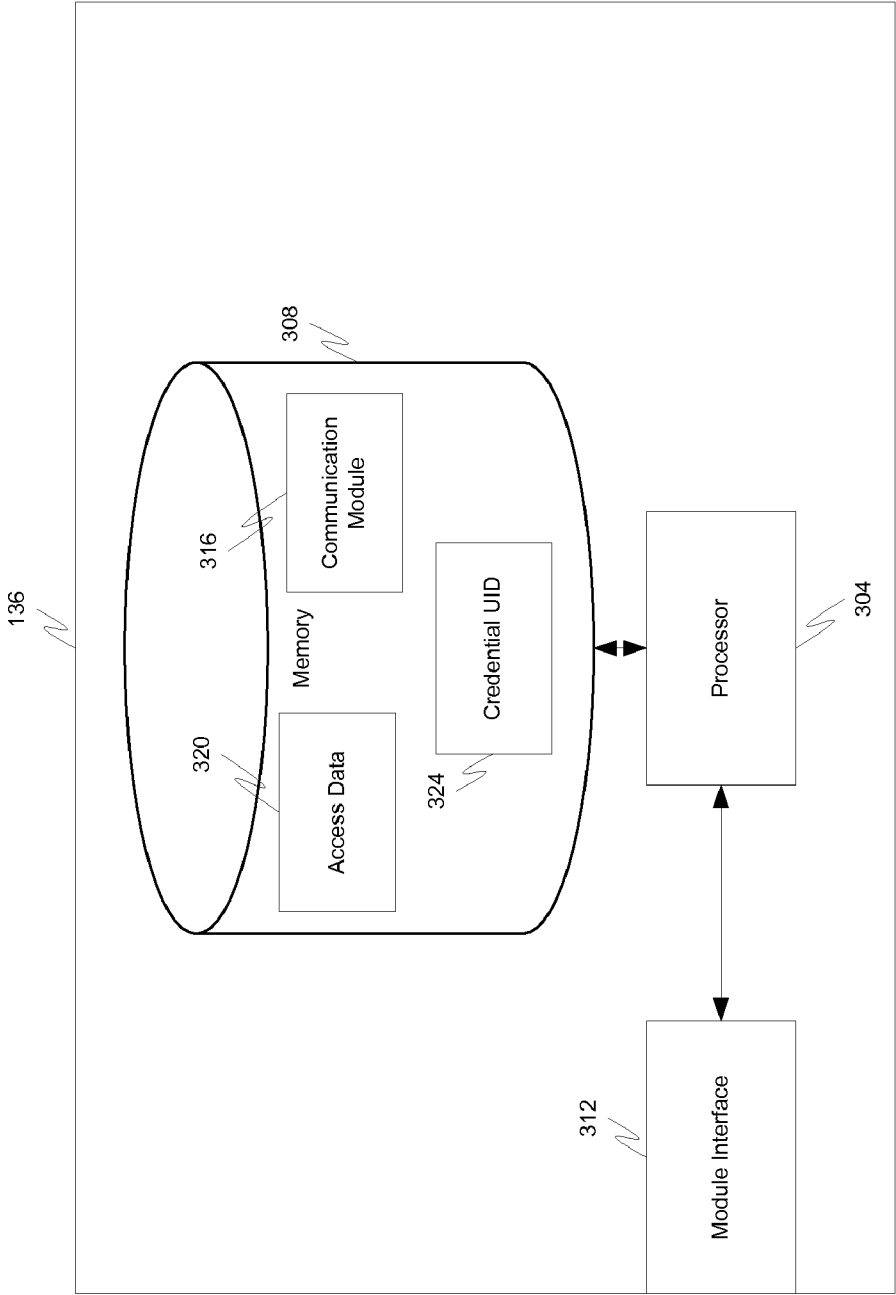 136
308
320
316
Access Data
Memory
Communication
Module
324
Credential UID
312
304
Module Interface
Processor